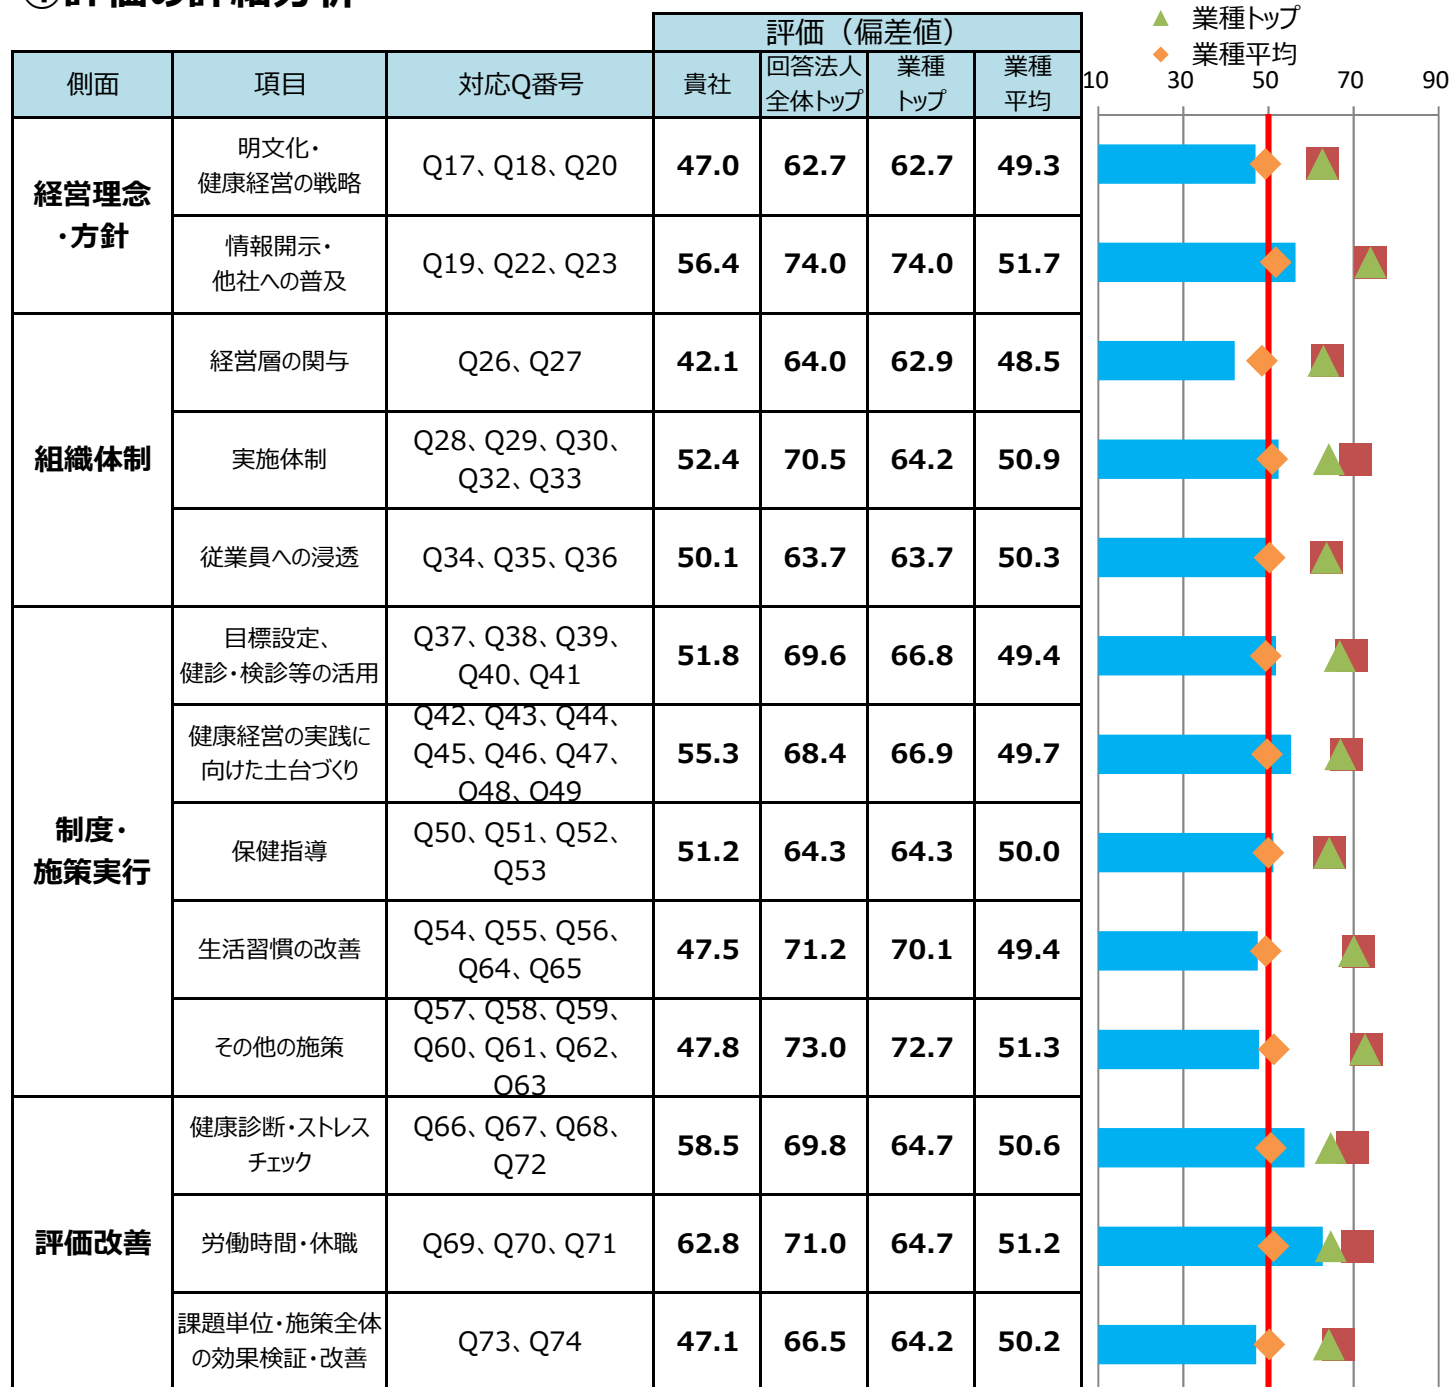 ①評価の詳細分析
▲ 業種トップ
◆ 業種平均
評価（偏差値）
側面 項目 対応Q番号 貴社 回答法人 業種 業種
全体トップ トップ 平均
10 30 50 70 90
経営理念
・方針
明文化・
健康経営の戦略
Q17、Q18、Q20
47.0 62.7 62.7 49.3
情報開示・
他社への普及
Q19、Q22、Q23
56.4 74.0 74.0 51.7
組織体制
経営層の関与
Q26、Q27
42.1 64.0 62.9 48.5
実施体制
Q28、Q29、Q30、
Q32、Q33
52.4 70.5 64.2 50.9
従業員への浸透
Q34、Q35、Q36
50.1 63.7 63.7 50.3
制度・
施策実行
目標設定、
健診・検診等の活用
Q37、Q38、Q39、
Q40、Q41
51.8 69.6 66.8 49.4
健康経営の実践に
向けた土台づくり
Q42、Q43、Q44、
Q45、Q46、Q47、
Q48、Q49
55.3 68.4 66.9 49.7
保健指導
Q50、Q51、Q52、
Q53
51.2 64.3 64.3 50.0
生活習慣の改善
Q54、Q55、Q56、
Q64、Q65
47.5 71.2 70.1 49.4
その他の施策
Q57、Q58、Q59、
Q60、Q61、Q62、
Q63
47.8 73.0 72.7 51.3
評価改善
健康診断・ストレス
チェック
Q66、Q67、Q68、
Q72
58.5 69.8 64.7 50.6
労働時間・休職
Q69、Q70、Q71
62.8 71.0 64.7 51.2
課題単位・施策全体
の効果検証・改善
Q73、Q74
47.1 66.5 64.2 50.2